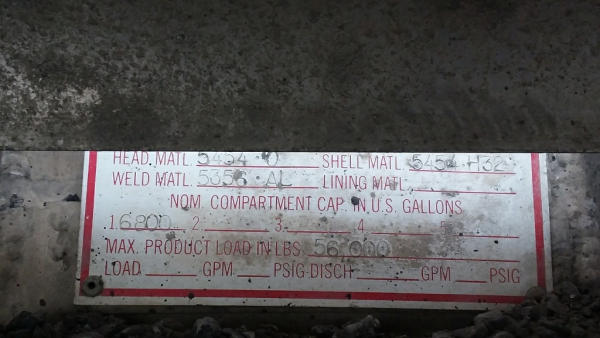 HEAD. MATL. 5454 · O SHELL MATL. 5454 · H32
WELD MATL. 5356 · AL LINING MATL.
NOM. COMPARTMENT CAP. IN U.S. GALLONS
1. 6800 2. 3. 4. 5.
MAX. PRODUCT LOAD IN LBS. 56 000
LOAD GPM PSIG DISCH GPM PSIG